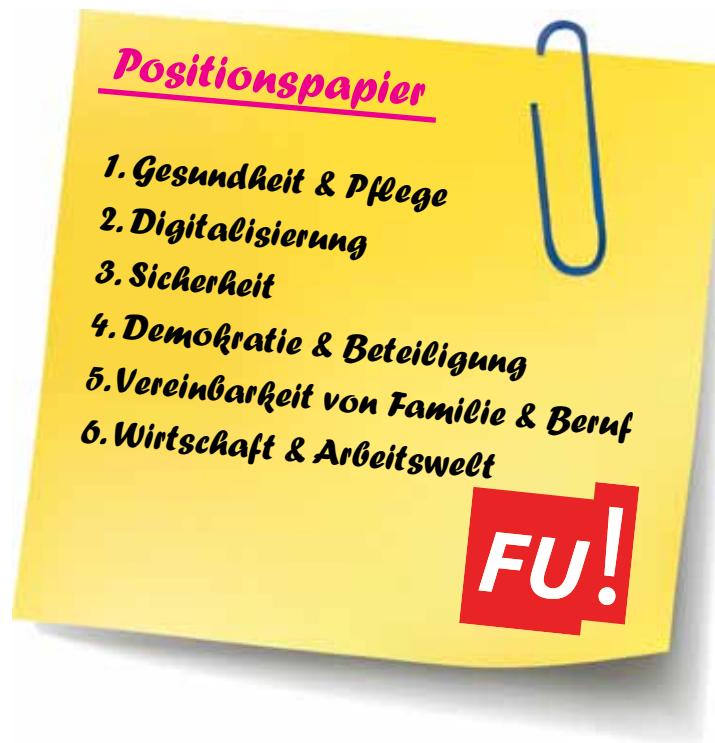 Positionspapier
1. Gesundheit & Pflege
2. Digitalisierung
3. Sicherheit
4. Demokratie & Beteiligung
5. Vereinbarkeit von Familie & Beruf
6. Wirtschaft & Arbeitswelt
FU!